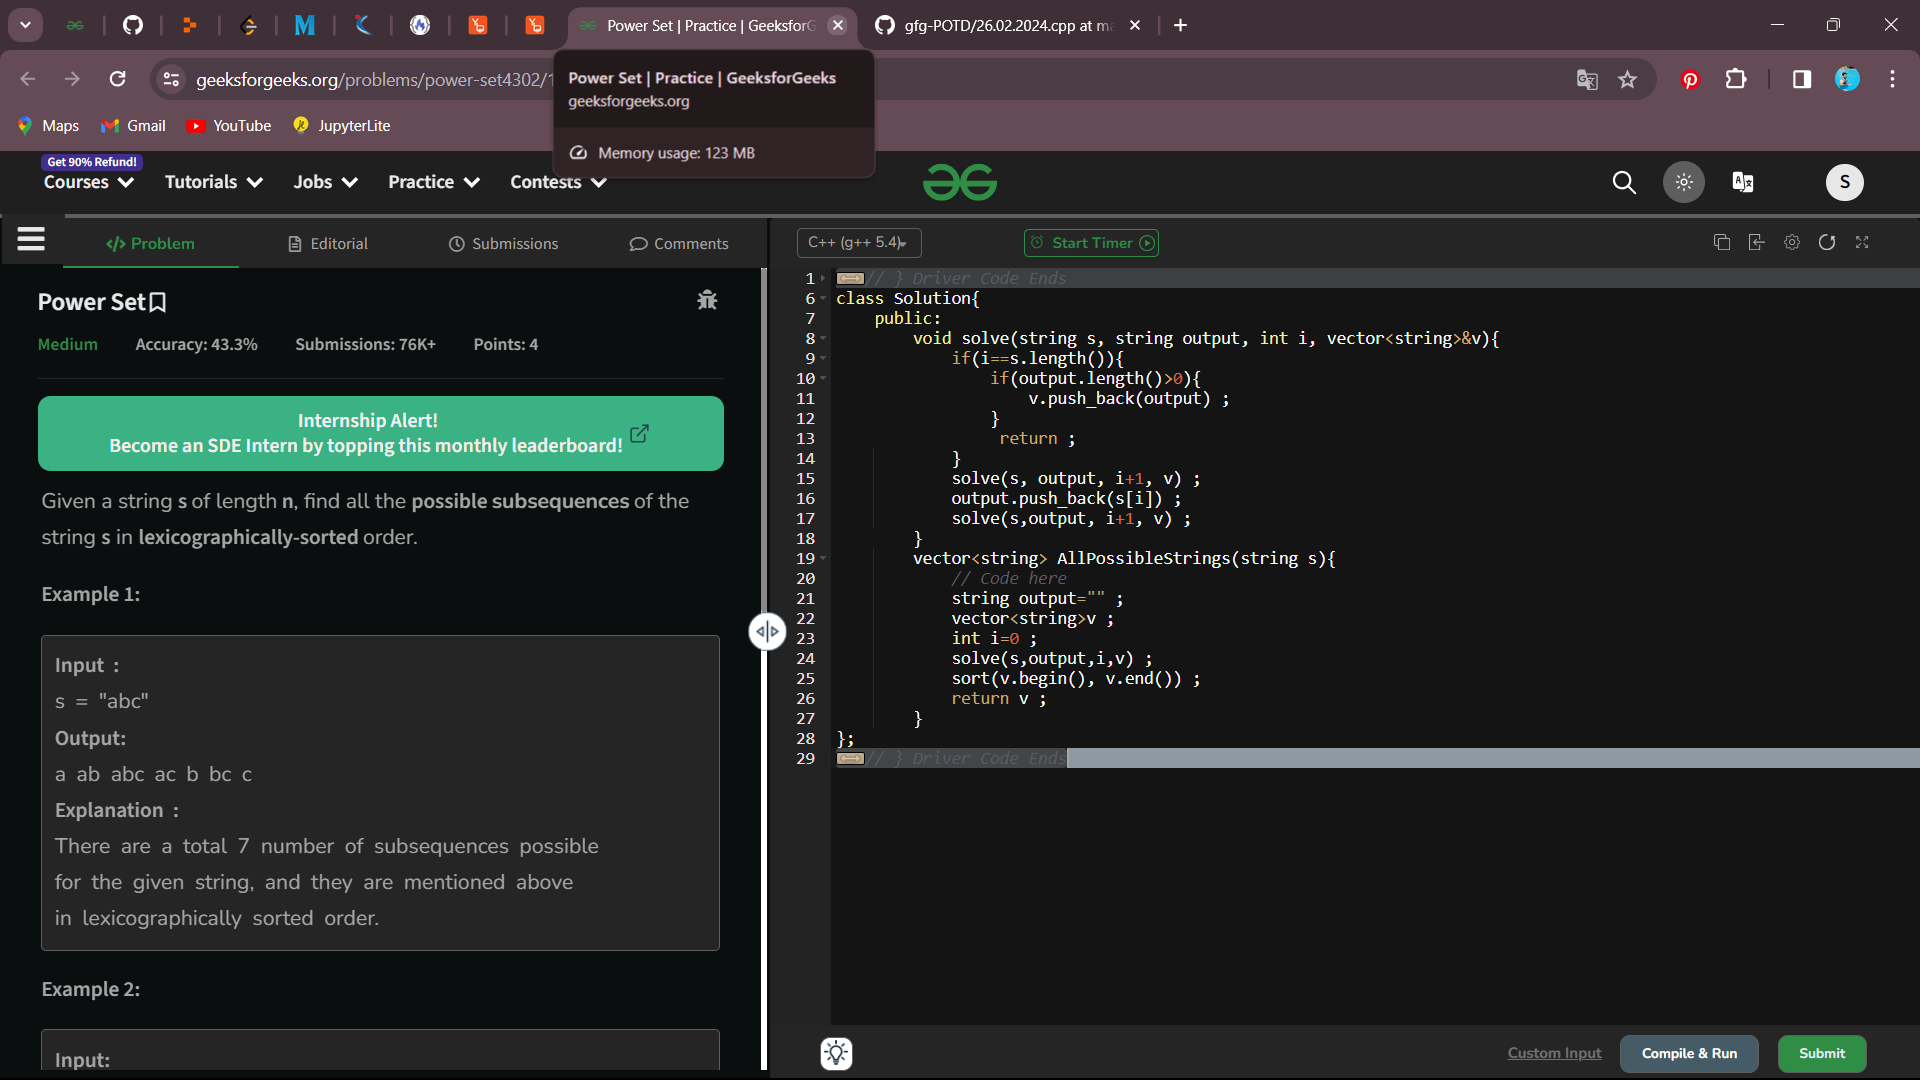 Power Set | Practice | GeeksforG
gfg-POTD/26.02.2024.cpp at ma
geeksforgeeks.org/problems/power-set4302/1
Power Set | Practice | GeeksforGeeks
geeksforgeeks.org
Memory usage: 123 MB
Maps
Gmail
YouTube
JupyterLite
Get 90% Refund!
Courses
Tutorials
Jobs
Practice
Contests
S
</> Problem
Editorial
Submissions
Comments
C++ (g++ 5.4)
Start Timer
Power Set
Medium Accuracy: 43.3% Submissions: 76K+ Points: 4
Internship Alert!
Become an SDE Intern by topping this monthly leaderboard!
Given a string s of length n, find all the possible subsequences of the
string s in lexicographically-sorted order.
Example 1:
Input :
s = "abc"
Output:
a ab abc ac b bc c
Explanation :
There are a total 7 number of subsequences possible
for the given string, and they are mentioned above
in lexicographically sorted order.
Example 2:
Input:
1 // } Driver Code Ends
6 class Solution{
7 public:
8 void solve(string s, string output, int i, vector<string>&v){
9 if(i==s.length()){
10 if(output.length()>0){
11 v.push_back(output) ;
12 }
13 return ;
14 }
15 solve(s, output, i+1, v) ;
16 output.push_back(s[i]) ;
17 solve(s,output, i+1, v) ;
18 }
19 vector<string> AllPossibleStrings(string s){
20 // Code here
21 string output="" ;
22 vector<string>v ;
23 int i=0 ;
24 solve(s,output,i,v) ;
25 sort(v.begin(), v.end()) ;
26 return v ;
27 }
28 };
29 // } Driver Code Ends
Custom Input
Compile & Run
Submit